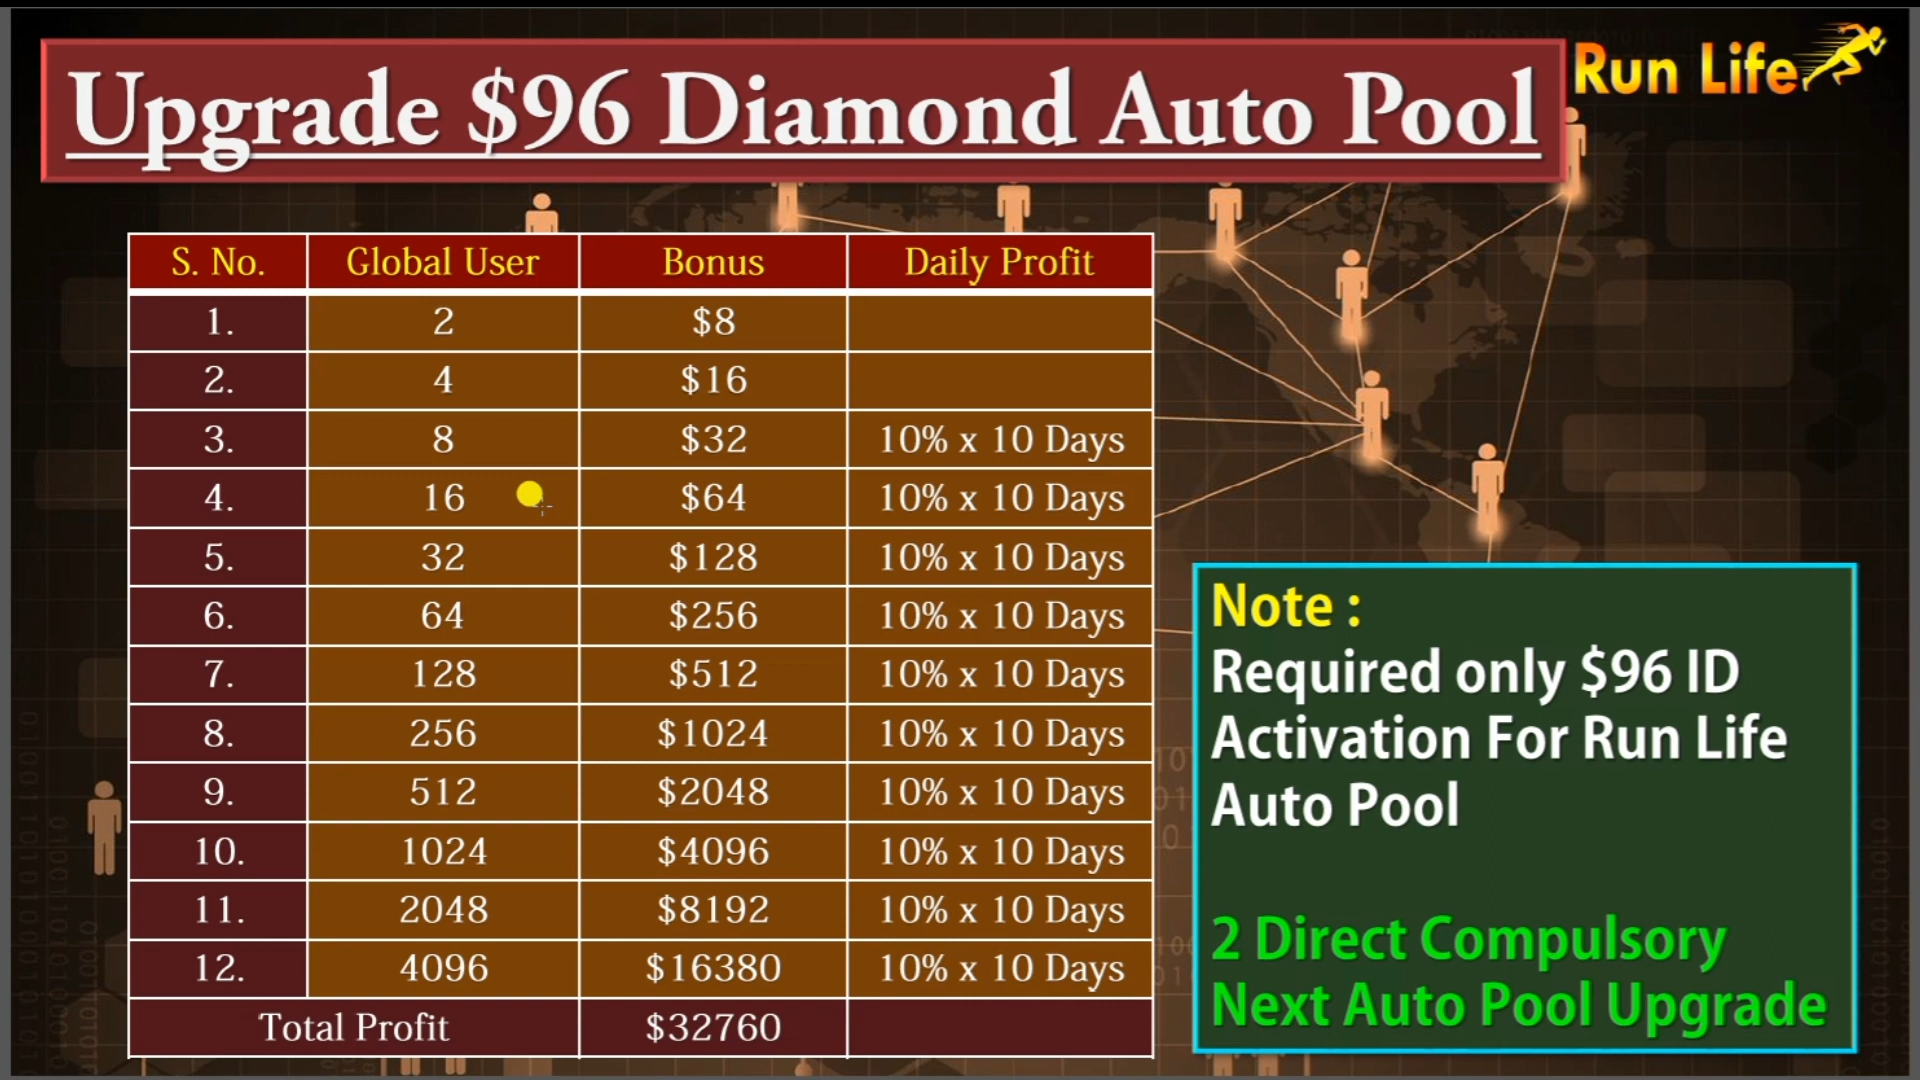 Upgrade $96 Diamond Auto Pool
Run Life
S. No. Global User Bonus Daily Profit
1. 2 $8
2. 4 $16
3. 8 $32 10% x 10 Days
4. 16 $64 10% x 10 Days
5. 32 $128 10% x 10 Days
6. 64 $256 10% x 10 Days
7. 128 $512 10% x 10 Days
8. 256 $1024 10% x 10 Days
9. 512 $2048 10% x 10 Days
10. 1024 $4096 10% x 10 Days
11. 2048 $8192 10% x 10 Days
12. 4096 $16380 10% x 10 Days
Total Profit $32760
Note :
Required only $96 ID
Activation For Run Life
Auto Pool
2 Direct Compulsory
Next Auto Pool Upgrade